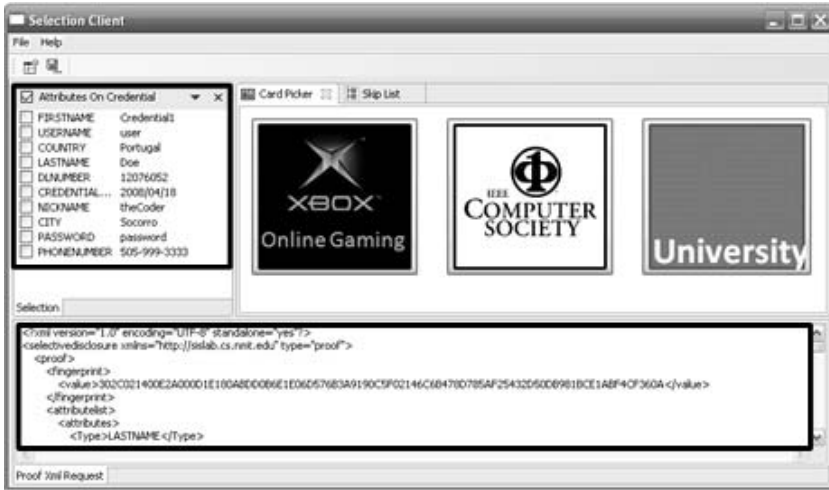 Selection Client
File Help
Attributes On Credential
FIRSTNAME Credential1
USERNAME user
COUNTRY Portugal
LASTNAME Doe
DLNUMBER 12076052
CREDENTIAL... 2008/04/18
NICKNAME theCoder
CITY Socorro
PASSWORD password
PHONENUMBER 505-999-3333
Selection
Card Picker Skip List
XBOX
Online Gaming
IEEE
COMPUTER
SOCIETY
University
<?xml version="1.0" encoding="UTF-8" standalone="yes"?>
<selectivedisclosure xmlns="http://sislab.cs.nmt.edu" type="proof">
<proof>
<fingerprint>
<value></value>
</fingerprint>
<attributelist>
<attributes>
<Type>LASTNAME</Type>
Proof Xml Request